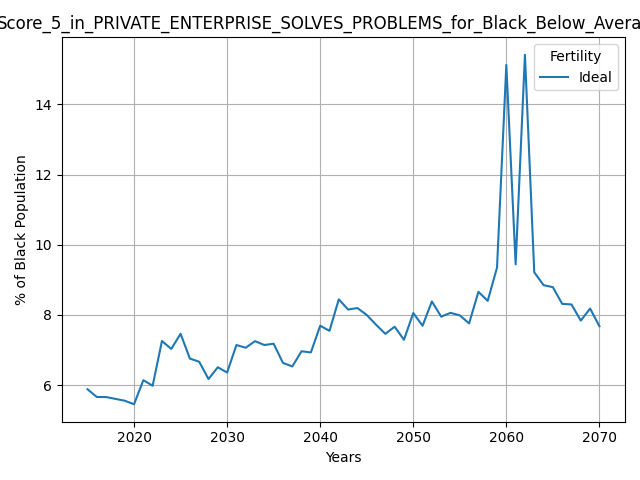 Score_5_in_PRIVATE_ENTERPRISE_SOLVES_PROBLEMS_for_Black_Below_Avera
Fertility
Ideal
% of Black Population
14
12
10
8
6
2020 2030 2040 2050 2060 2070
Years